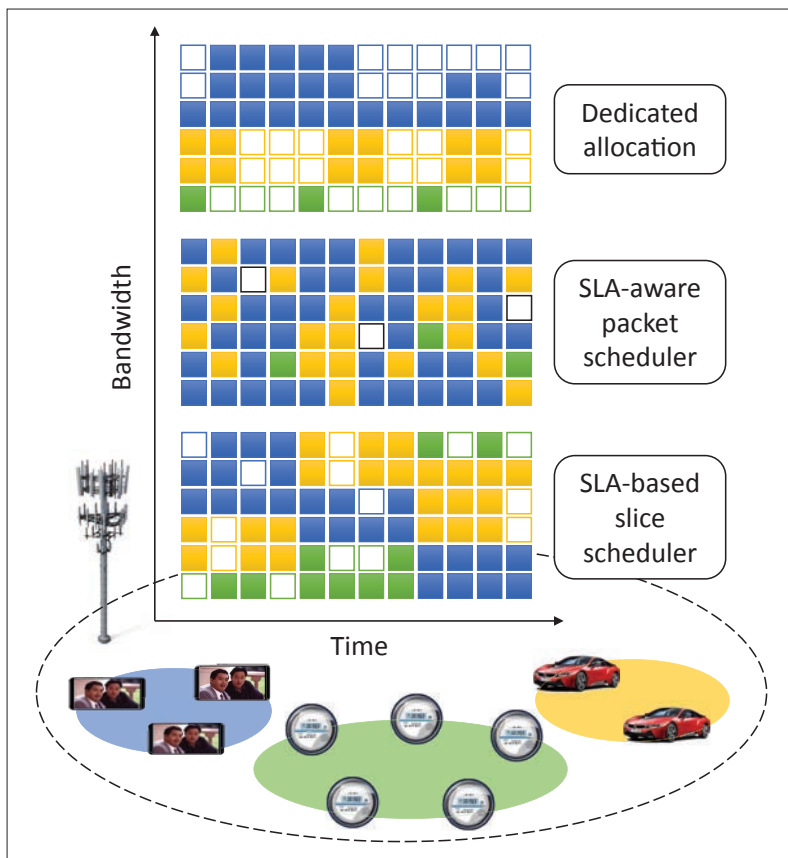 Dedicated
allocation
SLA-aware
packet
scheduler
SLA-based
slice
scheduler
Bandwidth
Time